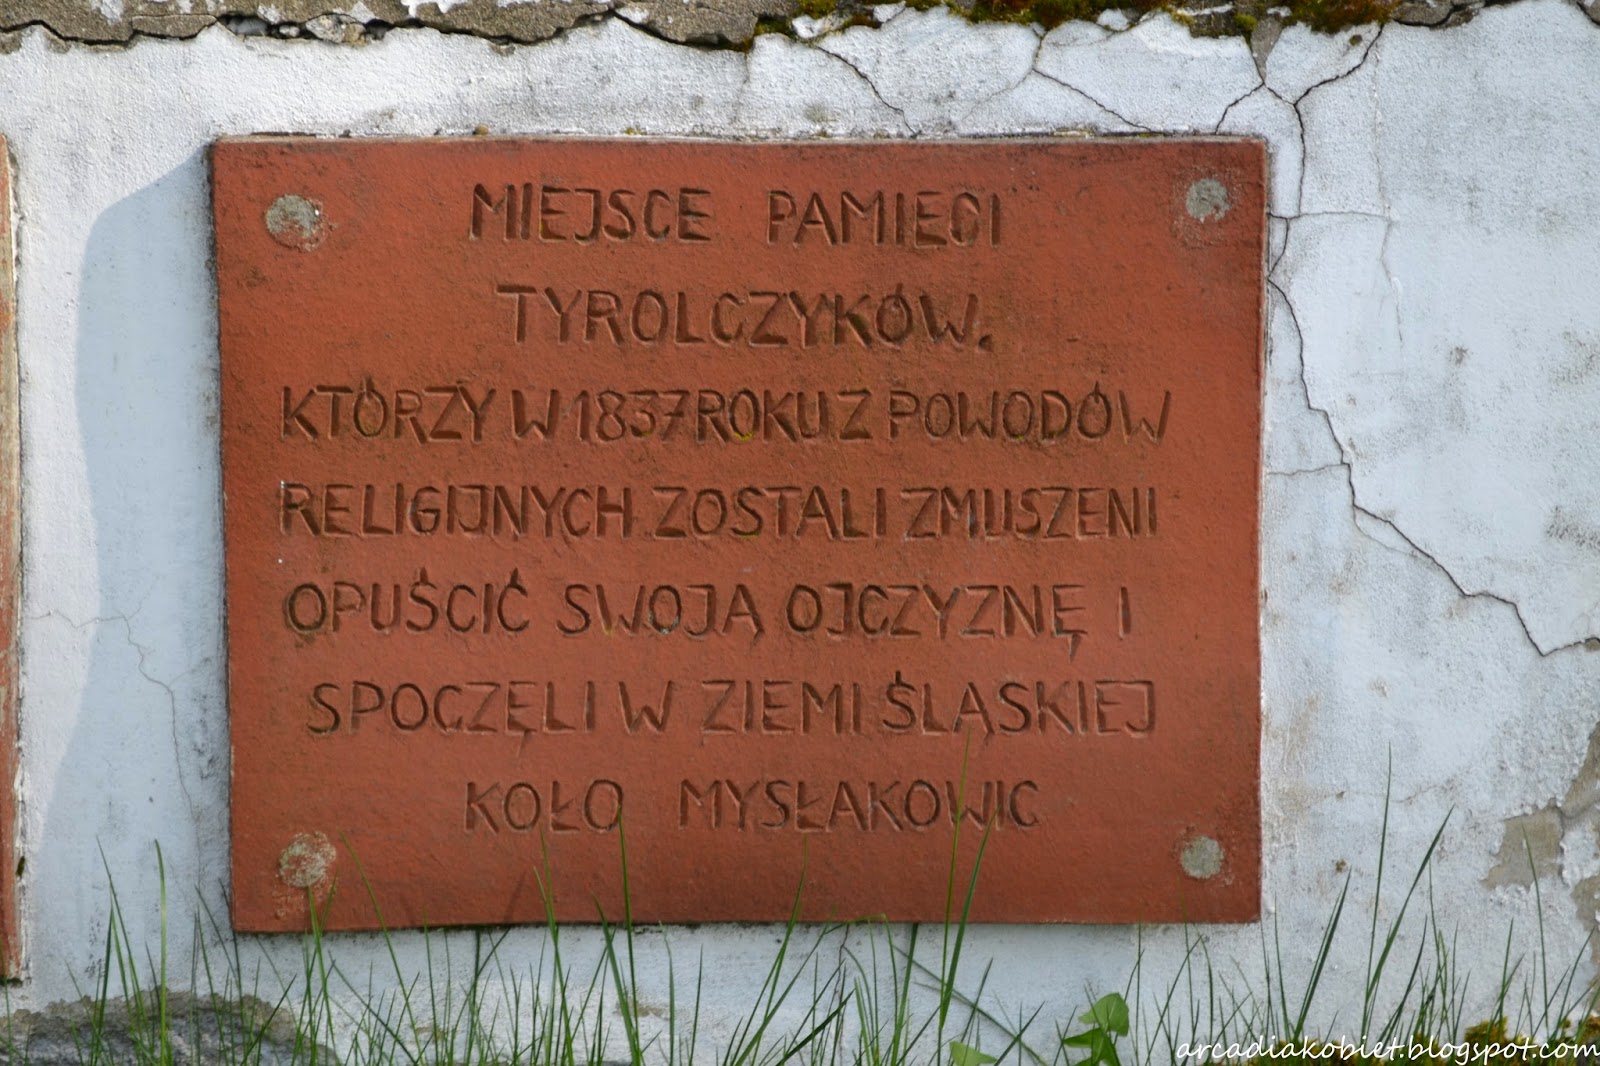 MIEJSCE PAMIECI
TYROLCZYKÓW.
KTÓRZY W 1837 ROKU Z POWODÓW
RELIGIJNYCH ZOSTALI ZMUSZENI
OPUŚCIĆ SWOJĄ OJCZYZNĘ I
SPOCZĘLI W ZIEMI ŚLĄSKIEJ
KOŁO MYSŁAKOWIC
arcadiakobiet.blogspot.com